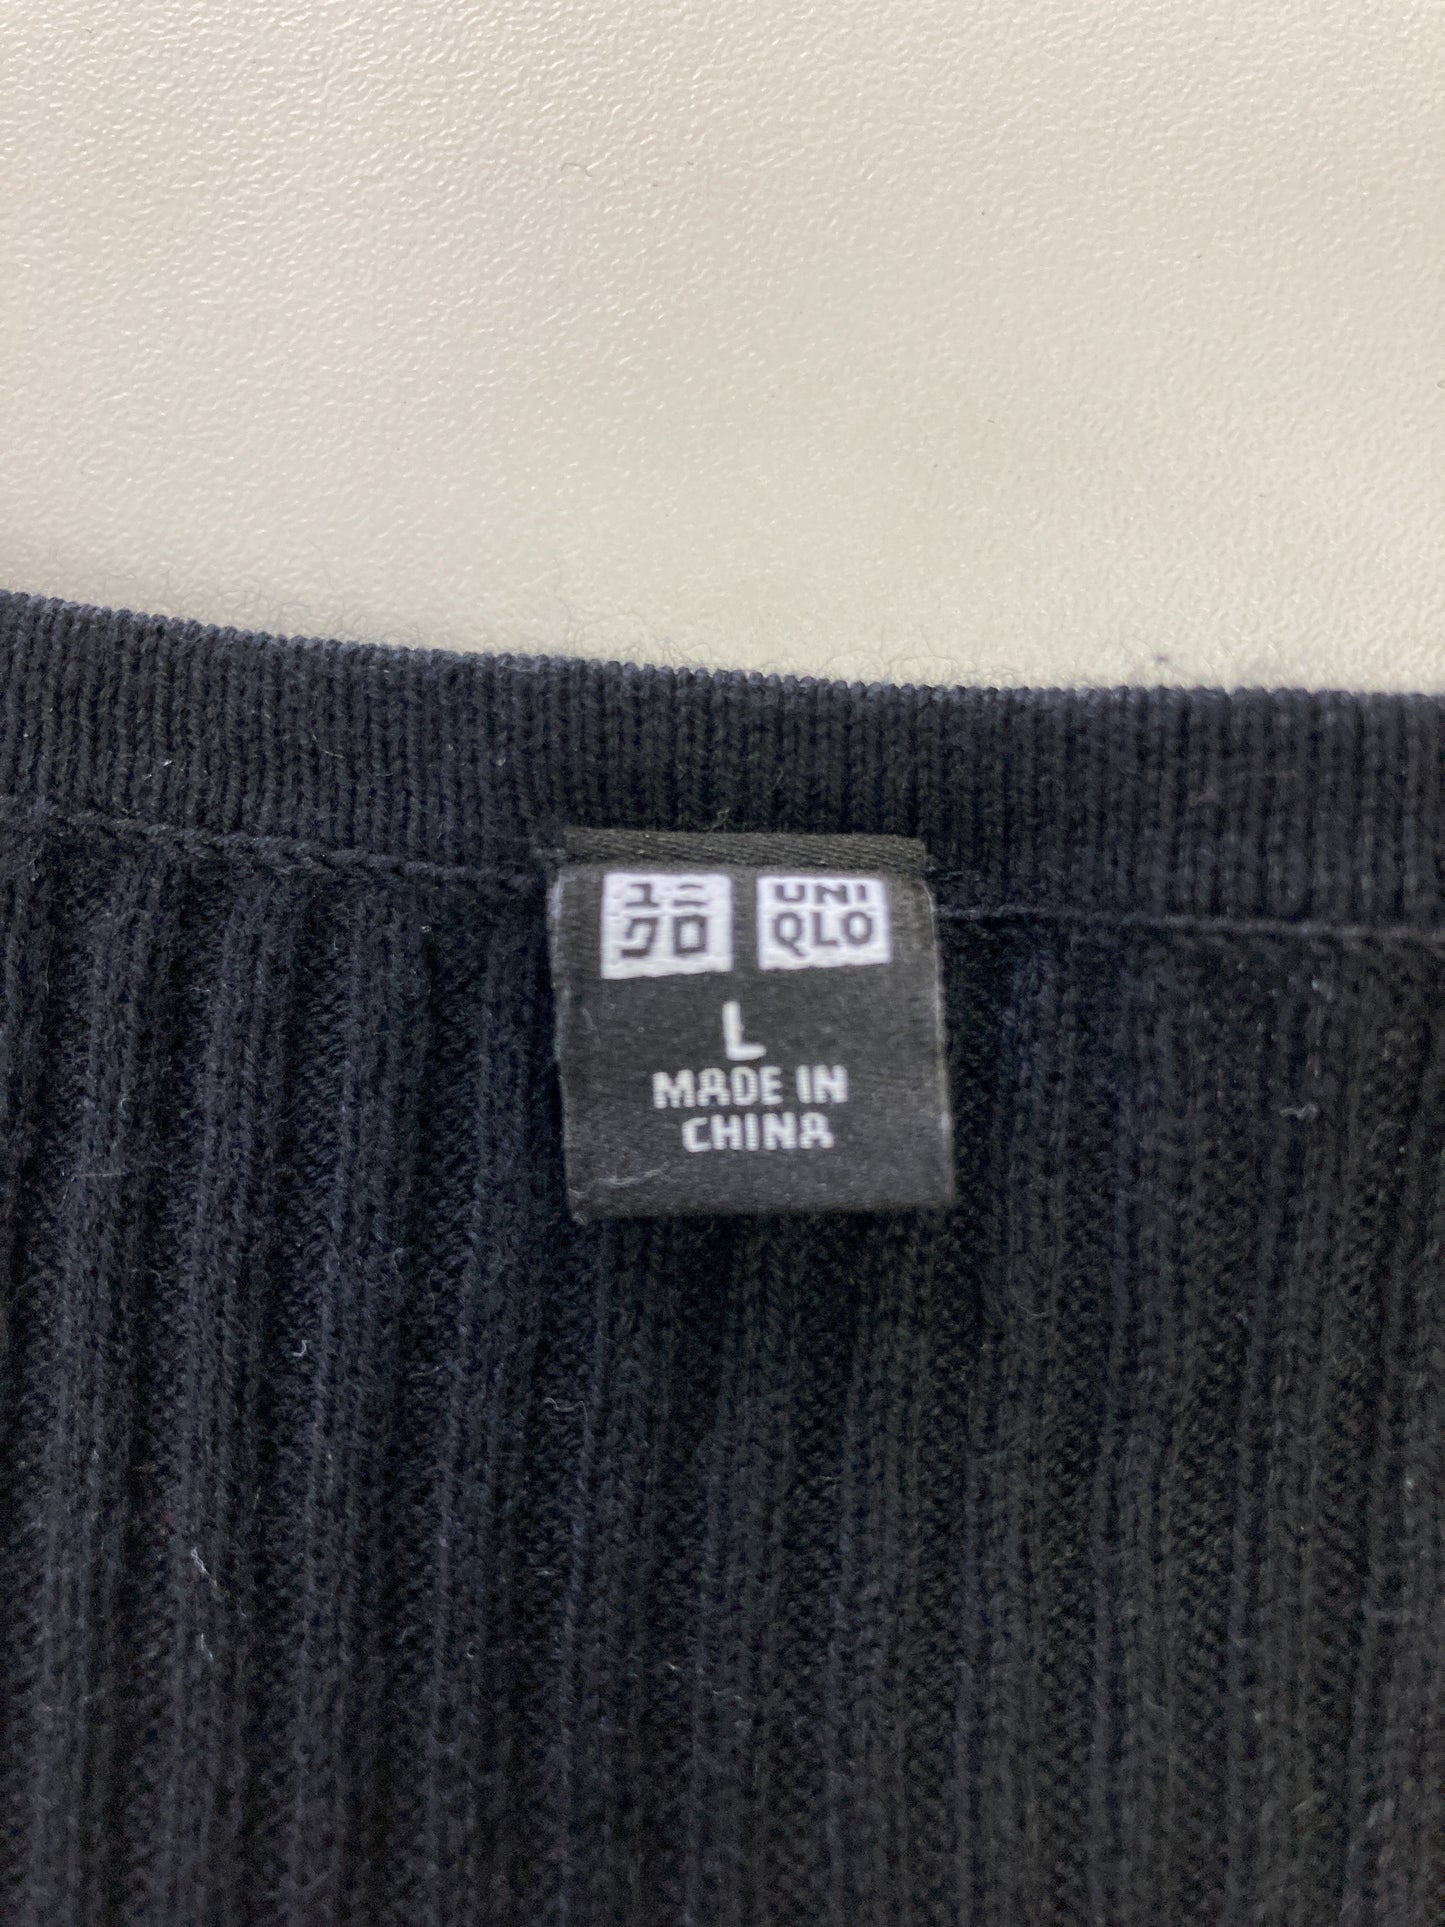 ユニ UNI
クロ QLO
L
MADE IN
CHINA